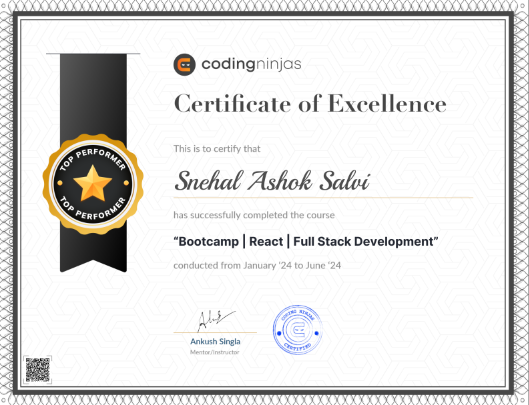 codingninjas
Certificate of Excellence
This is to certify that
TOP PERFORMER
TOP PERFORMER
Snehal Ashok Salvi
has successfully completed the course
“Bootcamp | React | Full Stack Development”
conducted from January ‘24 to June ‘24
CODING NINJAS
CERTIFIED
Ankush Singla
Mentor/Instructor